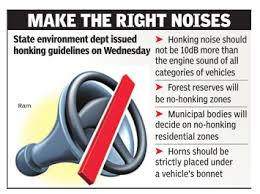 MAKE THE RIGHT NOISES
State environment dept issued
honking guidelines on Wednesday
Ram
➤ Honking noise should
not be 10dB more than
the engine sound of all
categories of vehicles
➤ Forest reserves will
be no-honking zones
➤ Municipal bodies will
decide on no-honking
residential zones
➤ Horns should be
strictly placed under
a vehicle's bonnet